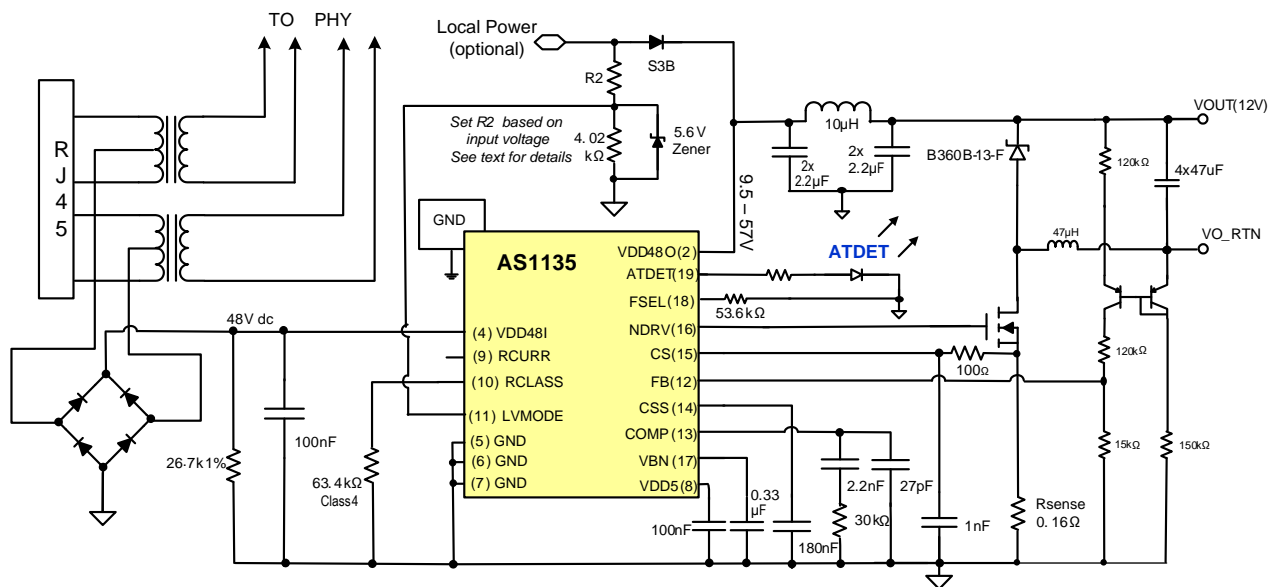 TO PHY
Local Power
(optional)
S3B
R2
Set R2 based on
input voltage
See text for details
4.02
kΩ
5.6V
Zener
10µH
2x
2.2µF
2x
2.2µF
B360B-13-F
VOUT(12V)
120kΩ
4x47uF
47µH
VO_RTN
9.5 – 57V
RJ45
GND
AS1135
VDD48O(2)
ATDET(19)
FSEL(18)
NDRV(16)
CS(15)
FB(12)
CSS(14)
COMP(13)
VBN(17)
VDD5(8)
(4) VDD48I
(9) RCURR
(10) RCLASS
(11) LVMODE
(5) GND
(6) GND
(7) GND
ATDET
53.6kΩ
100Ω
120kΩ
15kΩ
150kΩ
48V dc
100nF
26.7k1%
63.4kΩ
Class4
100nF
0.33
µF
180nF
2.2nF
30kΩ
27pF
1nF
Rsense
0.16Ω